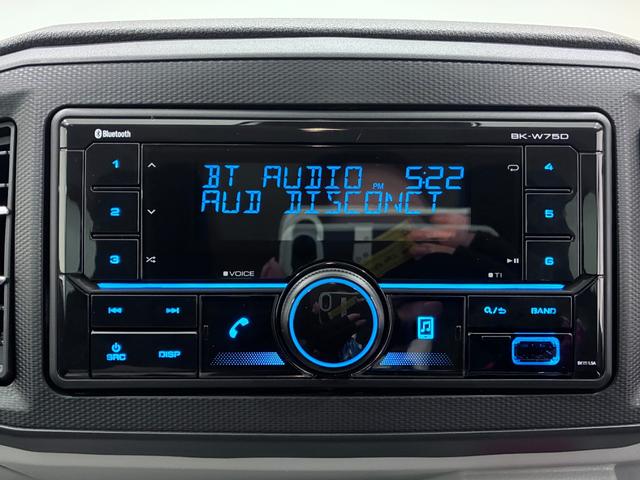 Bluetooth
BK-W75D
1
2
3
BT AUDIO PM 5:22
AUD DISCONCT
4
5
6
VOICE
TI
SRC
DISP
BAND